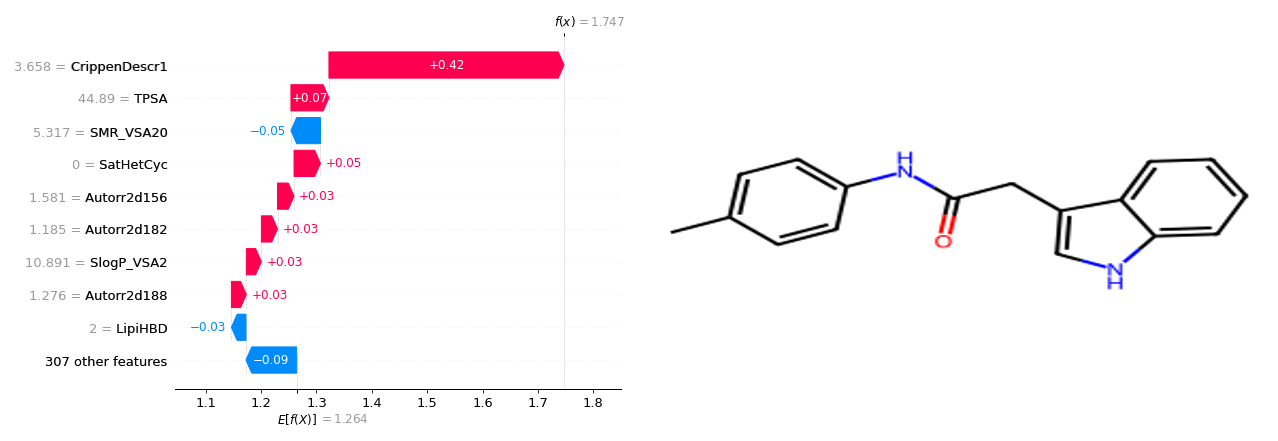 f(x) = 1.747
3.658 = CrippenDescr1
+0.42
44.89 = TPSA
+0.07
5.317 = SMR_VSA20
−0.05
0 = SatHetCyc
+0.05
1.581 = Autorr2d156
+0.03
1.185 = Autorr2d182
+0.03
10.891 = SlogP_VSA2
+0.03
1.276 = Autorr2d188
+0.03
2 = LipiHBD
−0.03
307 other features
−0.09
1.1 1.2 1.3 1.4 1.5 1.6 1.7 1.8
E[f(X)] = 1.264
H
N
O
N
H